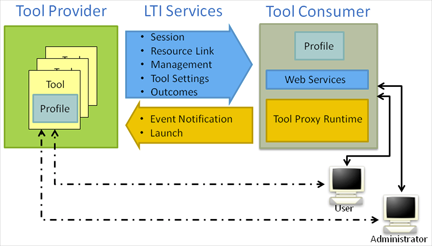 Tool Provider
LTI Services
Tool Consumer
Tool
Profile
• Session
• Resource Link
• Management
• Tool Settings
• Outcomes
• Event Notification
• Launch
Profile
Web Services
Tool Proxy Runtime
User
Administrator